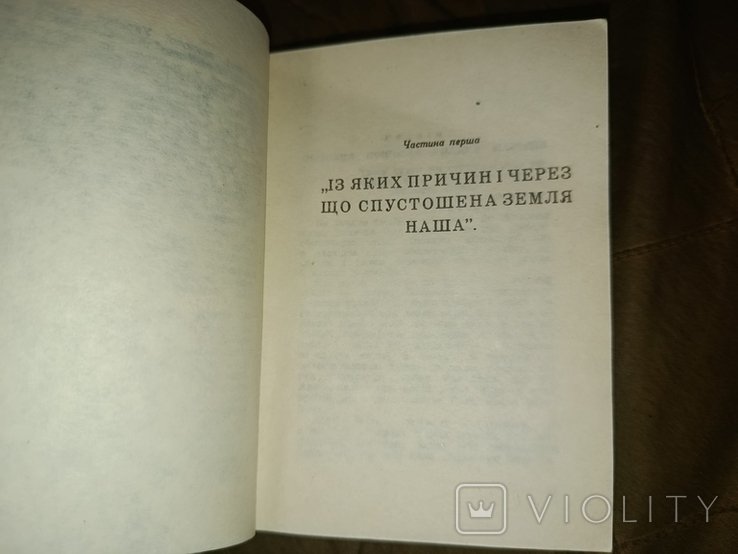 Частина перша
„ІЗ ЯКИХ ПРИЧИН І ЧЕРЕЗ
ЩО СПУСТОШЕНА ЗЕМЛЯ
НАША”.
VIOLITY